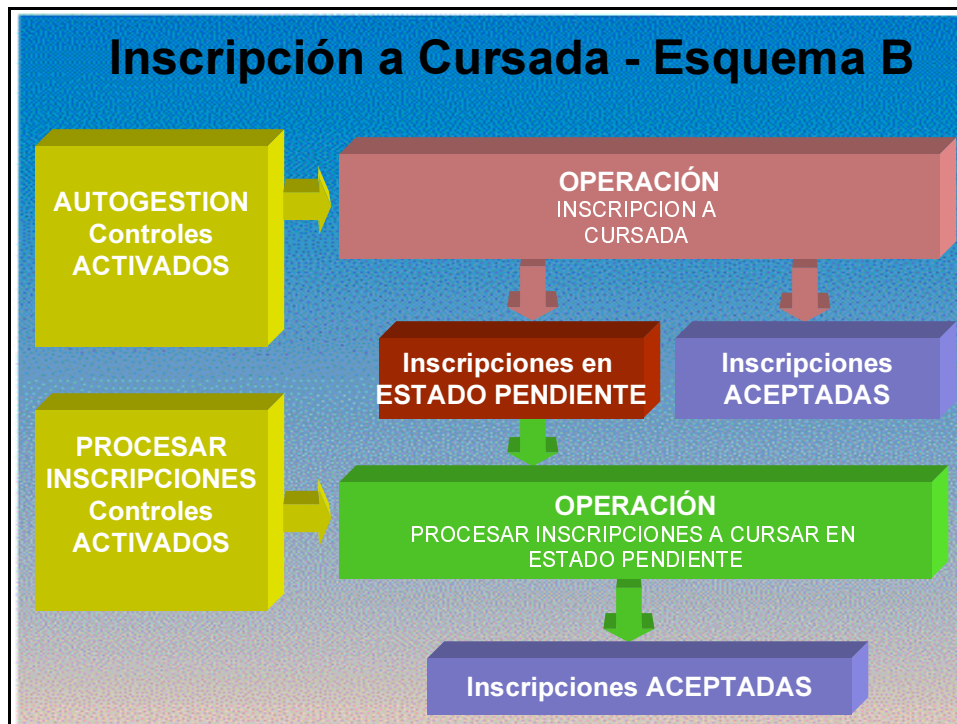 Inscripción a Cursada - Esquema B
AUTOGESTION
Controles
ACTIVADOS
OPERACIÓN
INSCRIPCION A
CURSADA
Inscripciones en
ESTADO PENDIENTE
Inscripciones
ACEPTADAS
PROCESAR
INSCRIPCIONES
Controles
ACTIVADOS
OPERACIÓN
PROCESAR INSCRIPCIONES A CURSAR EN
ESTADO PENDIENTE
Inscripciones ACEPTADAS